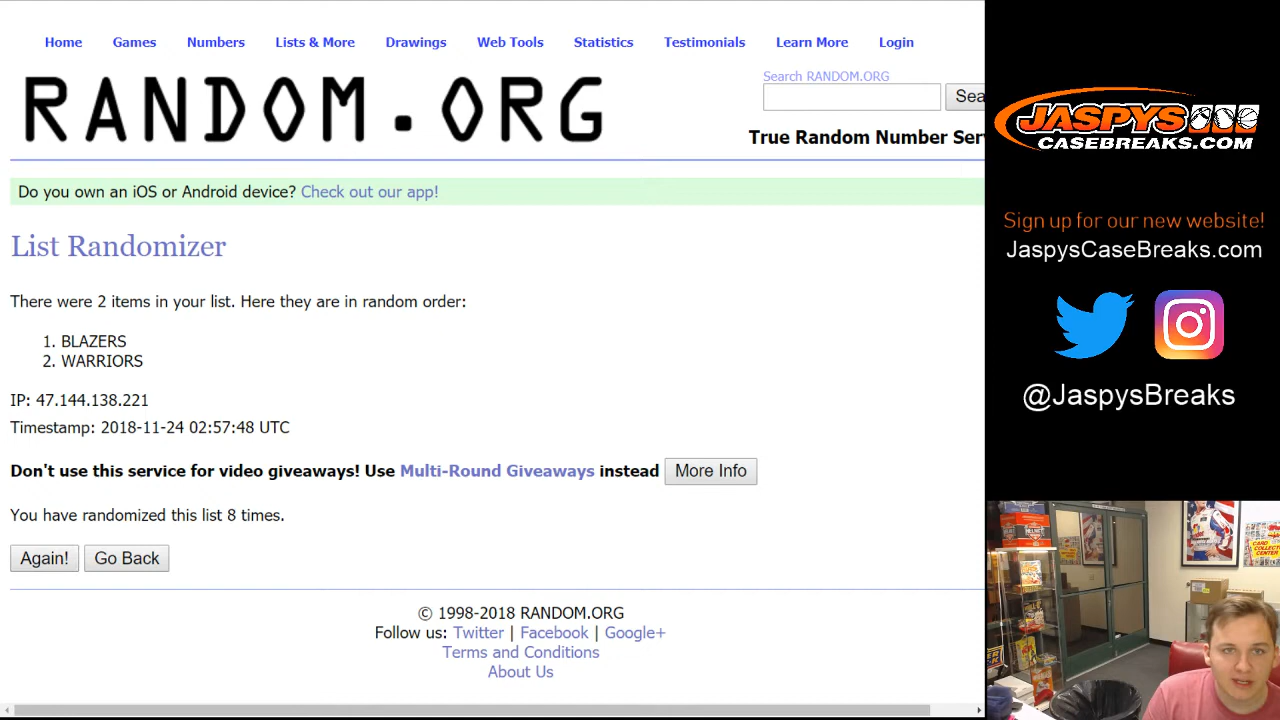 Home Games Numbers Lists & More Drawings Web Tools Statistics Testimonials Learn More Login
RANDOM.ORG
Search RANDOM.ORG
Sea
True Random Number Ser
Do you own an iOS or Android device? Check out our app!
List Randomizer
There were 2 items in your list. Here they are in random order:
1. BLAZERS
2. WARRIORS
IP: 47.144.138.221
Timestamp: 2018-11-24 02:57:48 UTC
Don't use this service for video giveaways! Use Multi-Round Giveaways instead More Info
You have randomized this list 8 times.
Again! Go Back
© 1998-2018 RANDOM.ORG
Follow us: Twitter | Facebook | Google+
Terms and Conditions
About Us
JASPYS
CASEBREAKS.COM
Sign up for our new website!
JaspysCaseBreaks.com
@JaspysBreaks